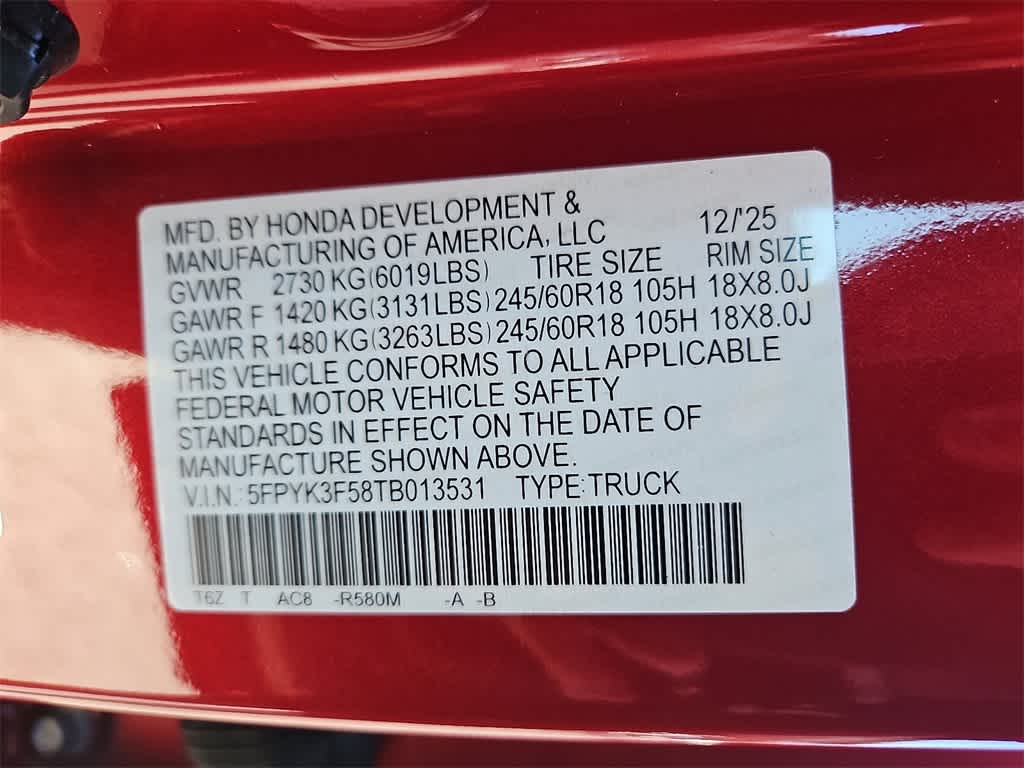 MFD. BY HONDA DEVELOPMENT &
MANUFACTURING OF AMERICA, LLC 12/'25
GVWR 2730 KG(6019LBS) TIRE SIZE RIM SIZE
GAWR F 1420 KG(3131LBS) 245/60R18 105H 18X8.0J
GAWR R 1480 KG(3263LBS) 245/60R18 105H 18X8.0J
THIS VEHICLE CONFORMS TO ALL APPLICABLE
FEDERAL MOTOR VEHICLE SAFETY
STANDARDS IN EFFECT ON THE DATE OF
MANUFACTURE SHOWN ABOVE.
V.I.N.: 5FPYK3F58TB013531 TYPE:TRUCK
T6Z T AC8 -R580M -A -B